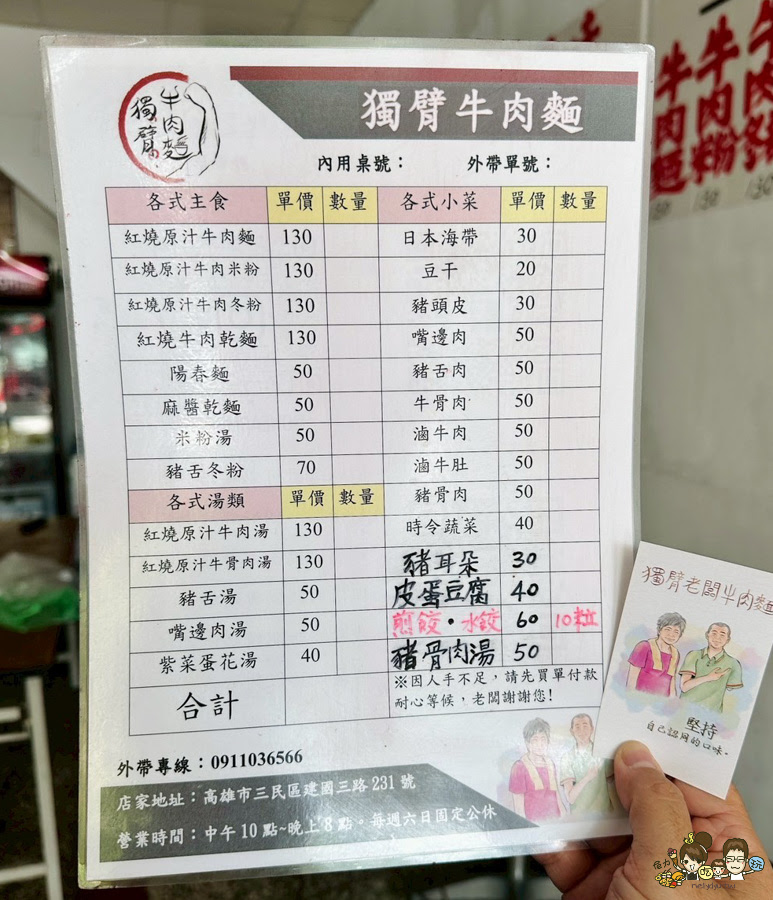 獨臂
牛肉麵
獨臂牛肉麵
內用桌號：　外帶單號：
各式主食 單價 數量 各式小菜 單價 數量
紅燒原汁牛肉麵 130 日本海帶 30
紅燒原汁牛肉米粉 130 豆干 20
紅燒原汁牛肉冬粉 130 豬頭皮 30
紅燒牛肉乾麵 130 嘴邊肉 50
陽春麵 50 豬舌肉 50
麻醬乾麵 50 牛骨肉 50
米粉湯 50 滷牛肉 50
豬舌冬粉 70 滷牛肚 50
各式湯類 單價 數量 豬骨肉 50
紅燒原汁牛肉湯 130 時令蔬菜 40
紅燒原汁牛骨肉湯 130 豬耳朵 30
豬舌湯 50 皮蛋豆腐 40
嘴邊肉湯 50 煎餃・水餃 60 10粒
紫菜蛋花湯 40 豬骨肉湯 50
合計
※因人手不足，請先買單付款
耐心等候，老闆謝謝您!
外帶專線：0911036566
店家地址：高雄市三民區建國三路231號
營業時間：中午10點~晚上8點。每週六日固定公休
獨臂老闆牛肉麵
堅持
自己認同的口味。
牛肉麵
牛肉粉